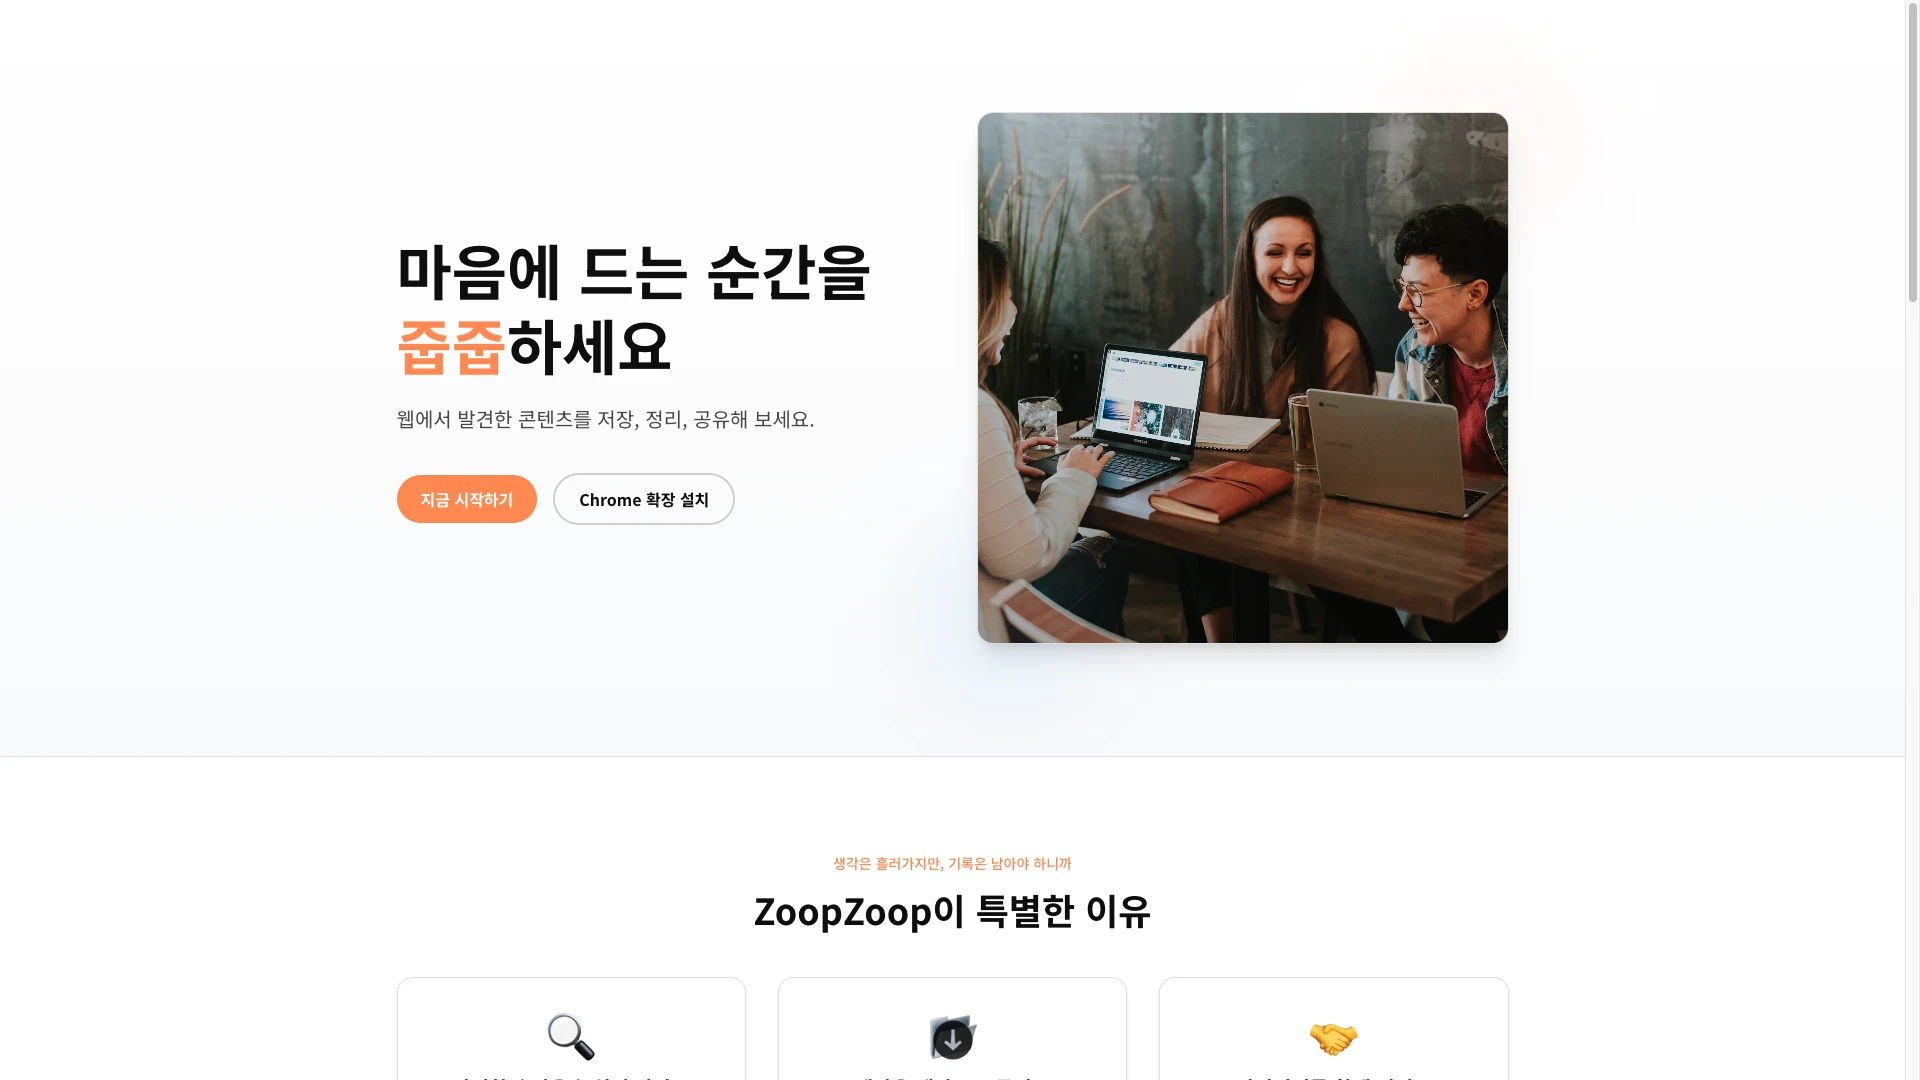 마음에 드는 순간을
줍줍하세요
웹에서 발견한 콘텐츠를 저장, 정리, 공유해 보세요.
지금 시작하기
Chrome 확장 설치
생각은 흘러가지만, 기록은 남아야 하니까
ZoopZoop이 특별한 이유